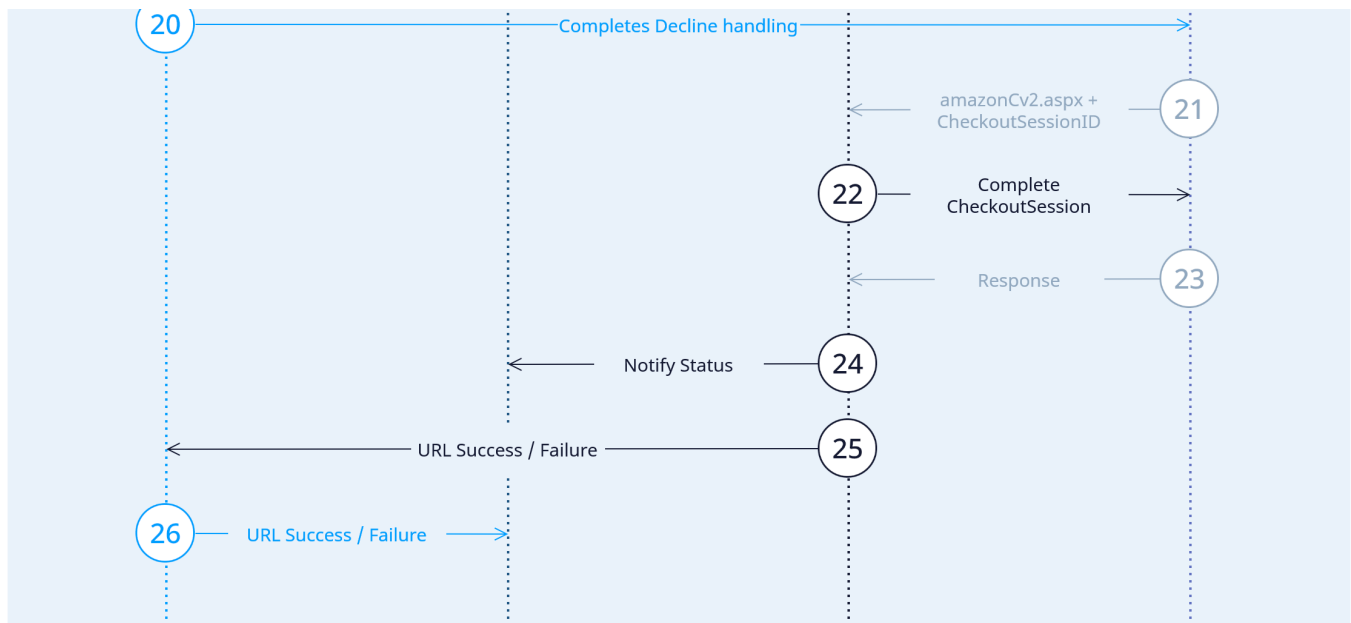 20
Completes Decline handling
amazonCv2.aspx +
CheckoutSessionID
21
22
Complete
CheckoutSession
Response
23
Notify Status
24
URL Success / Failure
25
26
URL Success / Failure